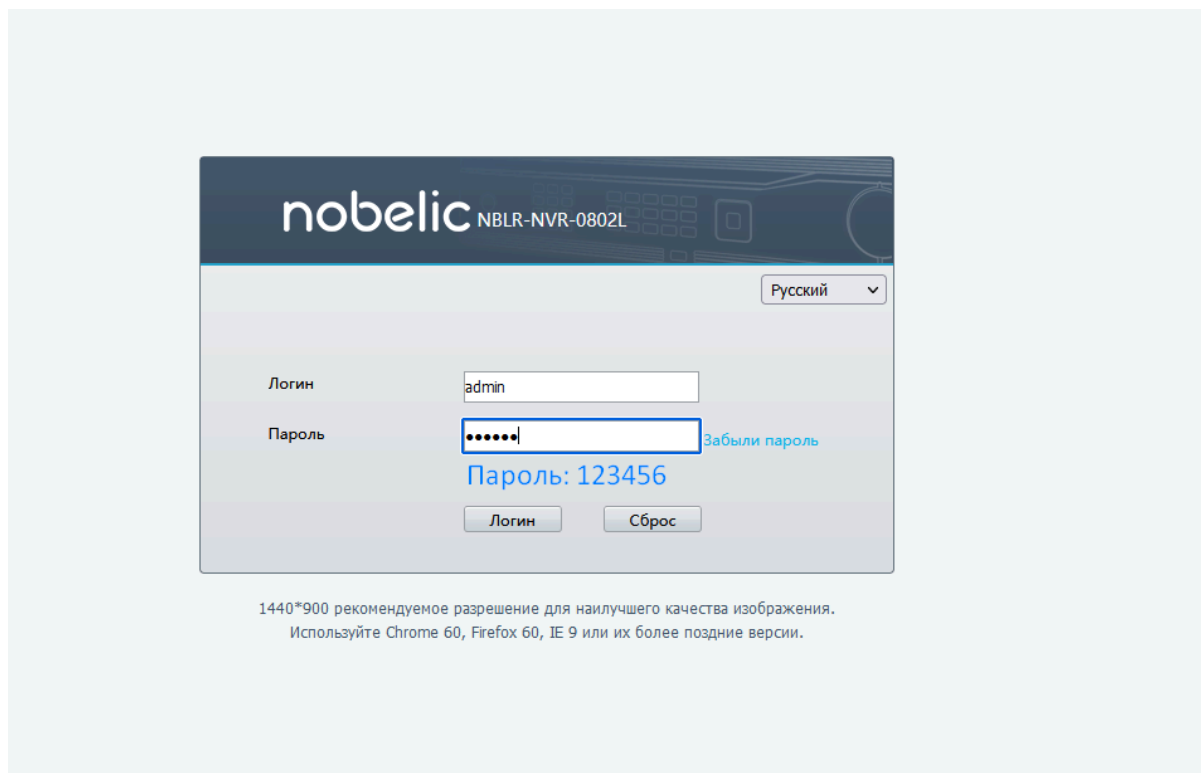 nobelic NBLR-NVR-0802L
Русский
Логин admin
Пароль •••••• Забыли пароль
Пароль: 123456
Логин Сброс
1440*900 рекомендуемое разрешение для наилучшего качества изображения.
Используйте Chrome 60, Firefox 60, IE 9 или их более поздние версии.